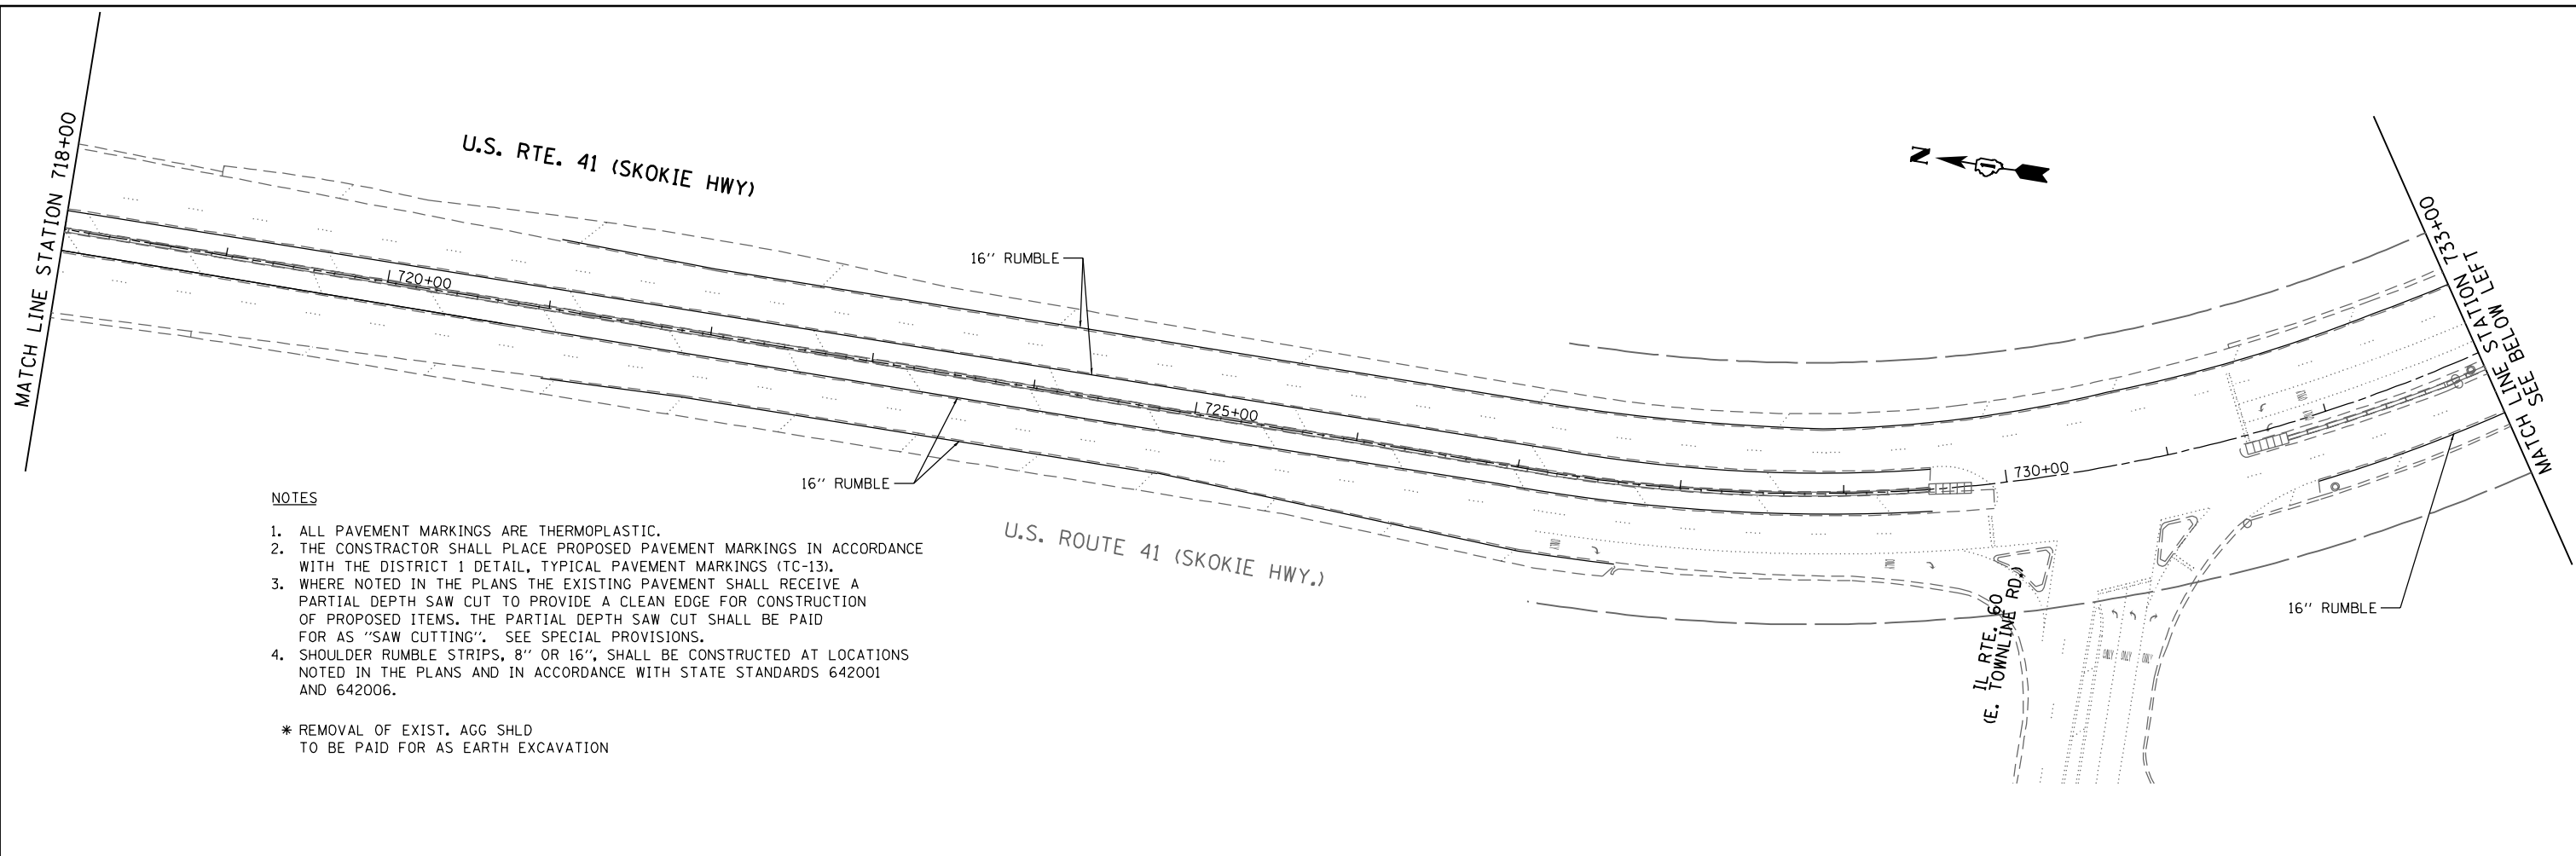 MATCH LINE STATION 718+00
U.S. RTE. 41 (SKOKIE HWY)
N
1
MATCH LINE STATION 733+00
SEE BELOW LEFT
720+00
16" RUMBLE
725+00
730+00
16" RUMBLE
U.S. ROUTE 41 (SKOKIE HWY.)
IL RTE. 60
(E. TOWNLINE RD.)
16" RUMBLE
ONLY ONLY ONLY
NOTES
1. ALL PAVEMENT MARKINGS ARE THERMOPLASTIC.
2. THE CONSTRACTOR SHALL PLACE PROPOSED PAVEMENT MARKINGS IN ACCORDANCE
WITH THE DISTRICT 1 DETAIL, TYPICAL PAVEMENT MARKINGS (TC-13).
3. WHERE NOTED IN THE PLANS THE EXISTING PAVEMENT SHALL RECEIVE A
PARTIAL DEPTH SAW CUT TO PROVIDE A CLEAN EDGE FOR CONSTRUCTION
OF PROPOSED ITEMS. THE PARTIAL DEPTH SAW CUT SHALL BE PAID
FOR AS "SAW CUTTING". SEE SPECIAL PROVISIONS.
4. SHOULDER RUMBLE STRIPS, 8" OR 16", SHALL BE CONSTRUCTED AT LOCATIONS
NOTED IN THE PLANS AND IN ACCORDANCE WITH STATE STANDARDS 642001
AND 642006.
* REMOVAL OF EXIST. AGG SHLD
TO BE PAID FOR AS EARTH EXCAVATION
MATCH LINE